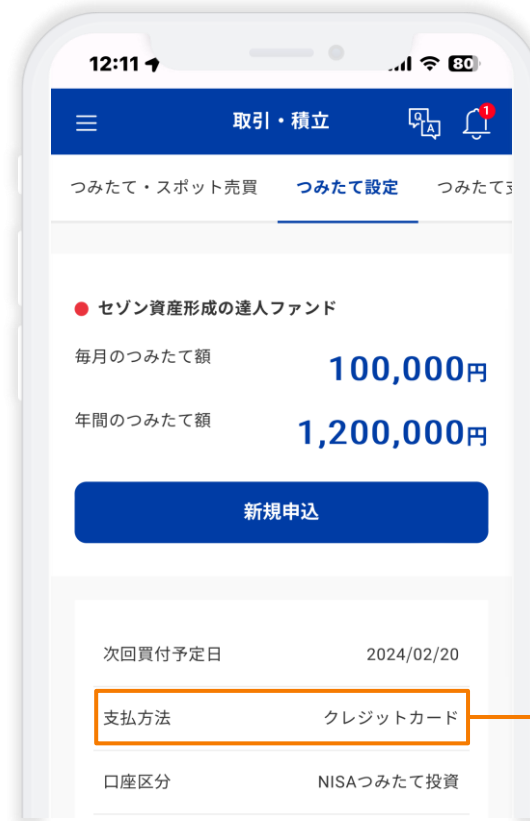 12:11 80
取引・積立 Q A 1
つみたて・スポット売買 つみたて設定 つみたて
セゾン資産形成の達人ファンド
毎月のつみたて額 100,000円
年間のつみたて額 1,200,000円
新規申込
次回買付予定日 2024/02/20
支払方法 クレジットカード
口座区分 NISAつみたて投資